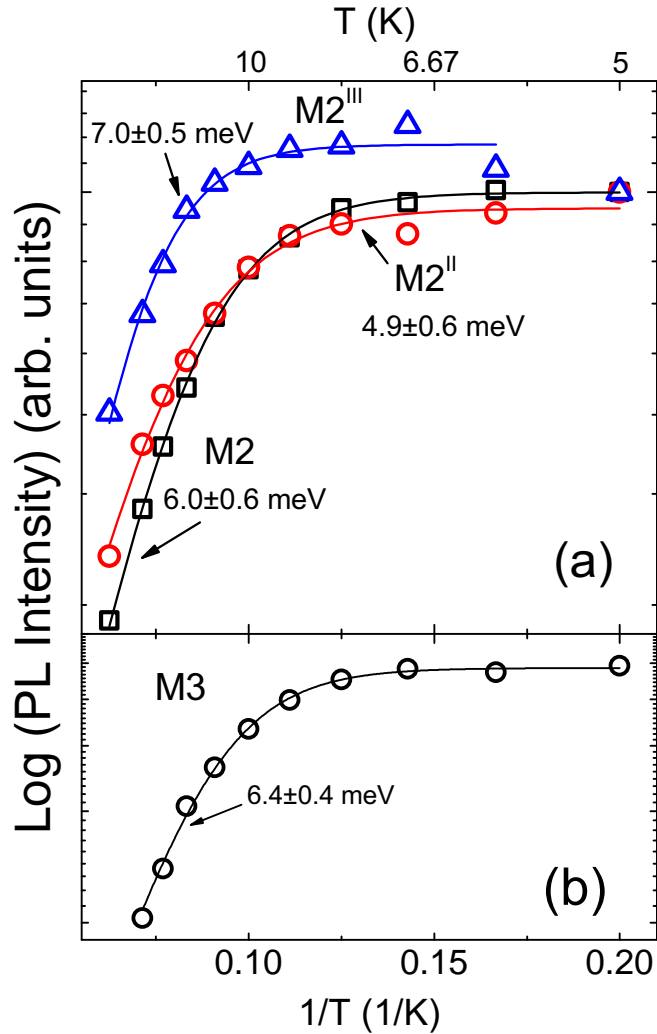 T (K)
10 6.67 5
M2^III
7.0±0.5 meV
M2^II
4.9±0.6 meV
M2
6.0±0.6 meV
(a)
M3
6.4±0.4 meV
(b)
Log (PL Intensity) (arb. units)
0.10 0.15 0.20
1/T (1/K)